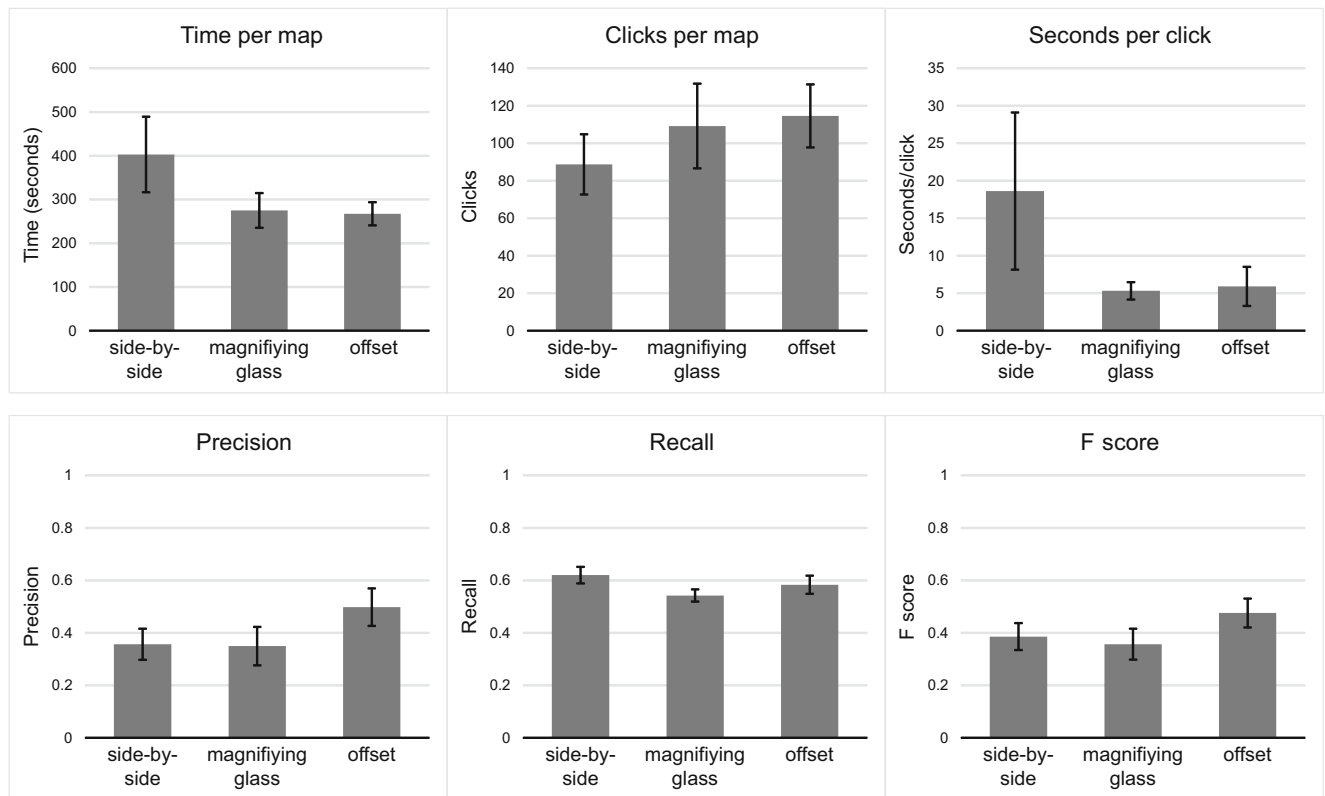 Time per map
Time (seconds)
600
500
400
300
200
100
0
side-by-
side
magnifiying
glass
offset
Clicks per map
Clicks
140
120
100
80
60
40
20
0
side-by-
side
magnifiying
glass
offset
Seconds per click
Seconds/click
35
30
25
20
15
10
5
0
side-by-
side
magnifiying
glass
offset
Precision
Precision
1
0.8
0.6
0.4
0.2
0
side-by-
side
magnifiying
glass
offset
Recall
Recall
1
0.8
0.6
0.4
0.2
0
side-by-
side
magnifiying
glass
offset
F score
F score
1
0.8
0.6
0.4
0.2
0
side-by-
side
magnifiying
glass
offset